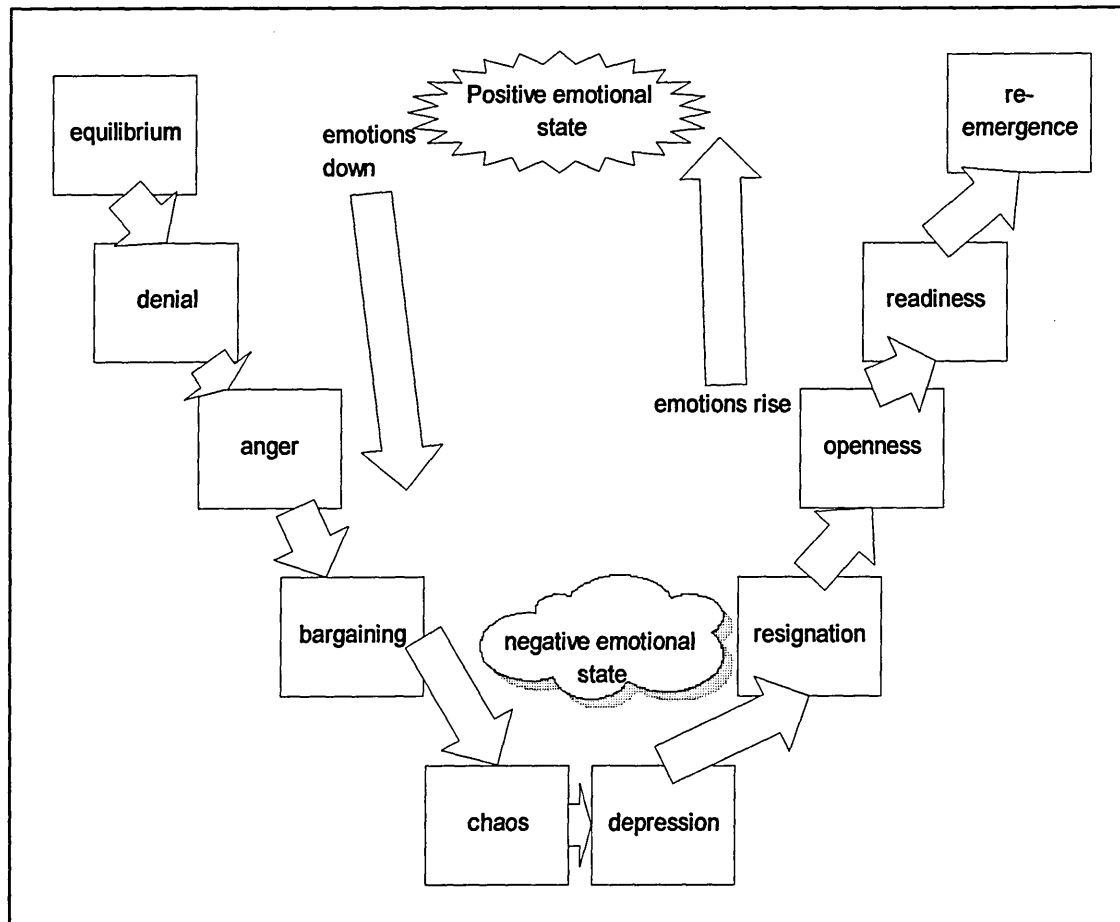 equilibrium
denial
anger
bargaining
chaos
depression
resignation
openness
readiness
re-
emergence
Positive emotional
state
emotions
down
emotions rise
negative emotional
state